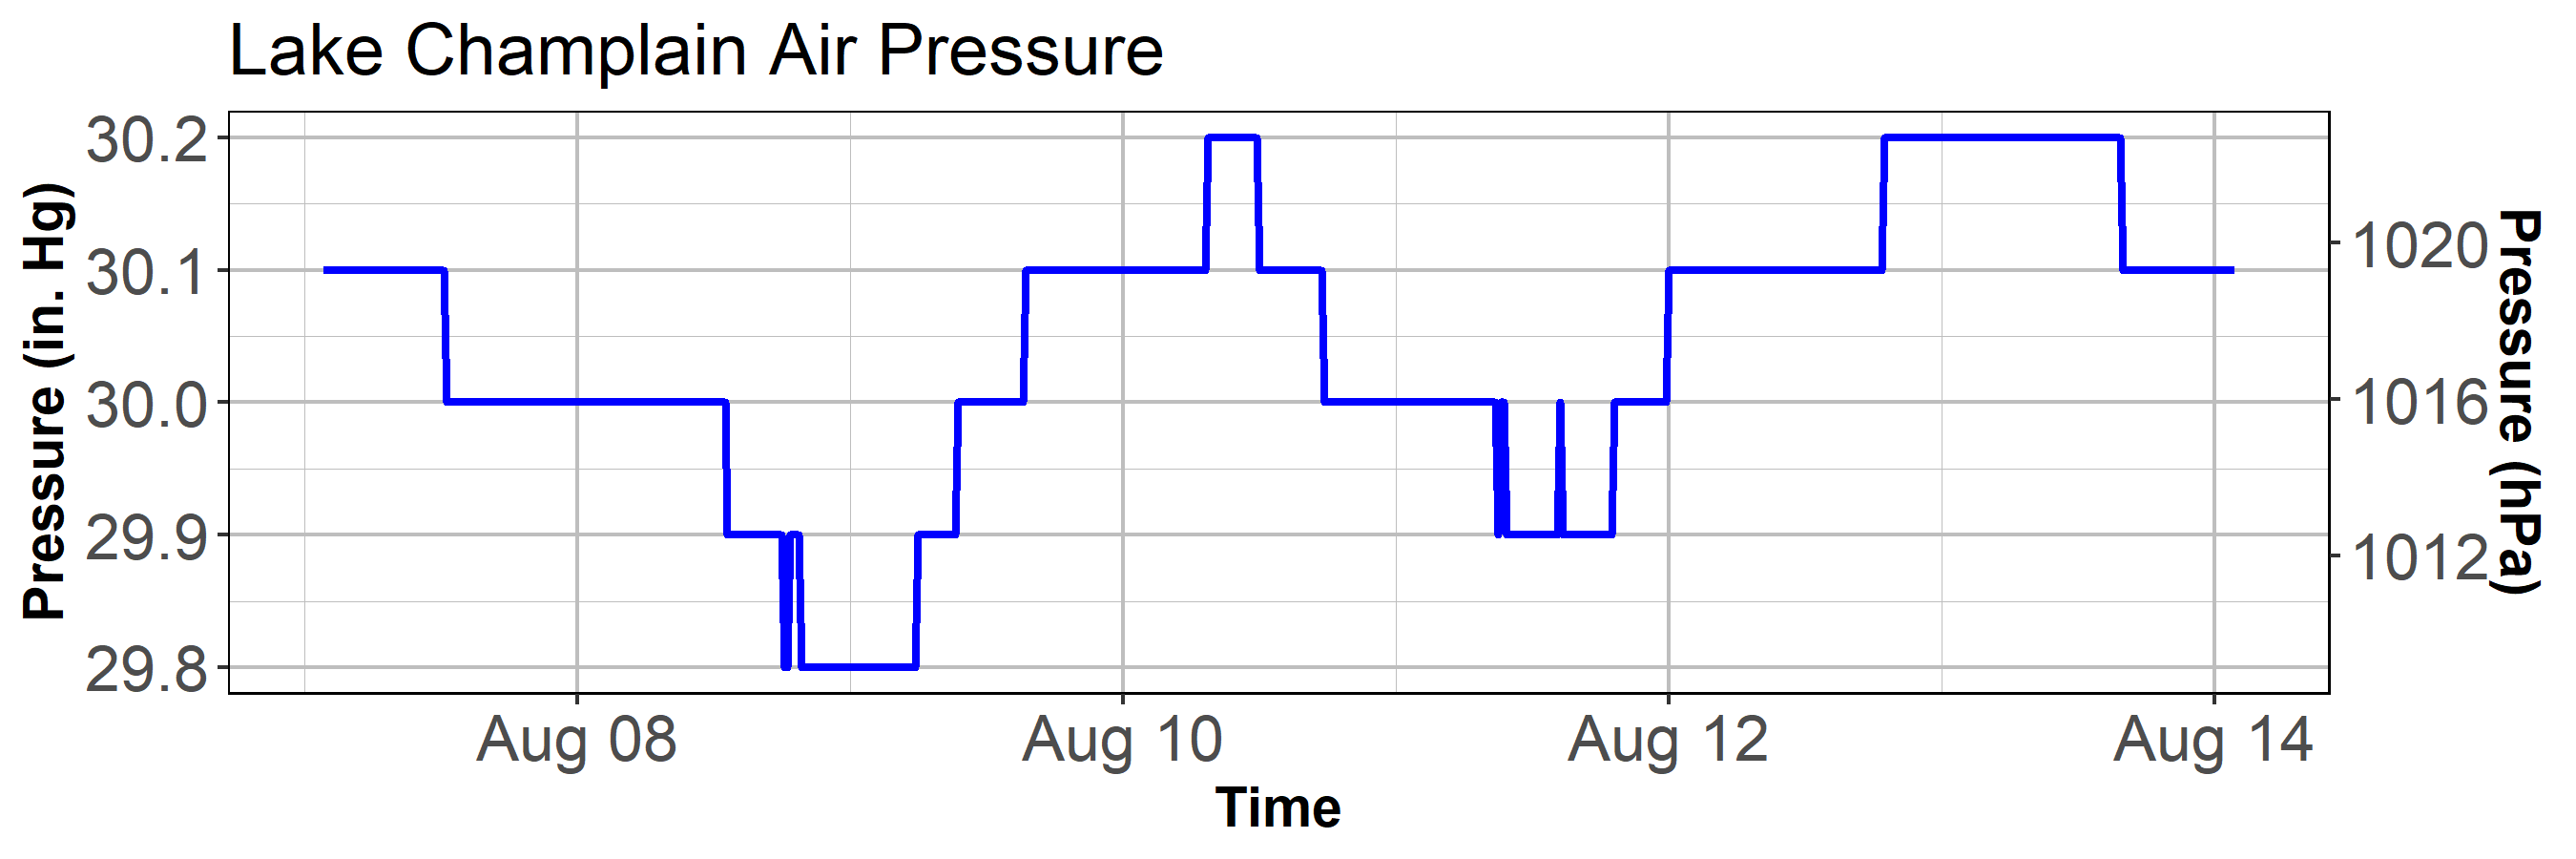 Lake Champlain Air Pressure
Pressure (in. Hg)
30.2
30.1
30.0
29.9
29.8
1020
1016
1012
Pressure (hPa)
Aug 08 Aug 10 Aug 12 Aug 14
Time